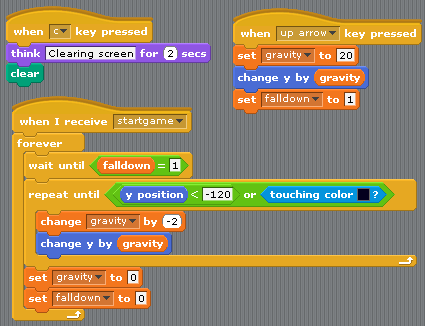 when c key pressed
think Clearing screen for 2 secs
clear
when up arrow key pressed
set gravity to 20
change y by gravity
set falldown to 1
when I receive startgame
forever
wait until falldown = 1
repeat until y position < -120 or touching color ?
change gravity by -2
change y by gravity
set gravity to 0
set falldown to 0